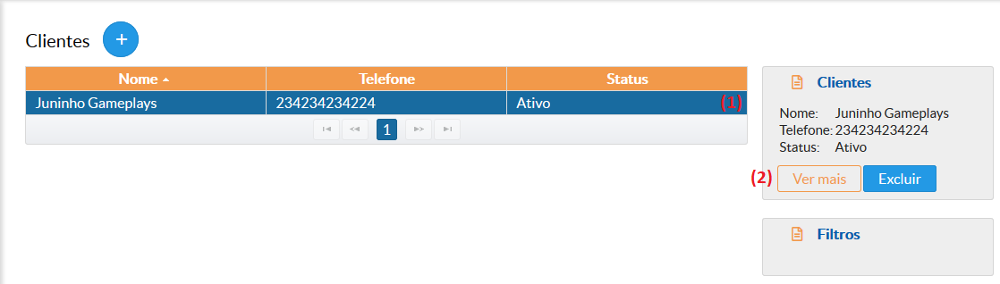 Clientes +
Nome Telefone Status
Juninho Gameplays 234234234224 Ativo (1)
1
Clientes
Nome: Juninho Gameplays
Telefone: 234234234224
Status: Ativo
(2) Ver mais Excluir
Filtros